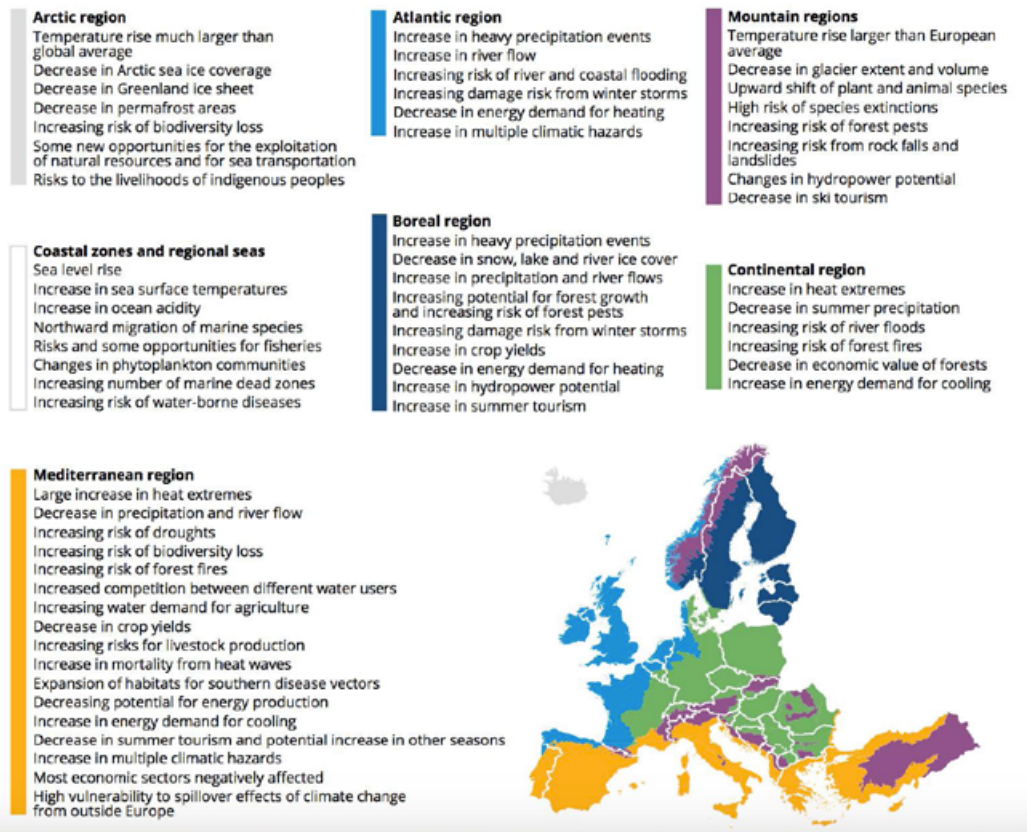 Arctic region
Temperature rise much larger than
global average
Decrease in Arctic sea ice coverage
Decrease in Greenland ice sheet
Decrease in permafrost areas
Increasing risk of biodiversity loss
Some new opportunities for the exploitation
of natural resources and for sea transportation
Risks to the livelihoods of indigenous peoples
Atlantic region
Increase in heavy precipitation events
Increase in river flow
Increasing risk of river and coastal flooding
Increasing damage risk from winter storms
Decrease in energy demand for heating
Increase in multiple climatic hazards
Mountain regions
Temperature rise larger than European
average
Decrease in glacier extent and volume
Upward shift of plant and animal species
High risk of species extinctions
Increasing risk of forest pests
Increasing risk from rock falls and
landslides
Changes in hydropower potential
Decrease in ski tourism
Coastal zones and regional seas
Sea level rise
Increase in sea surface temperatures
Increase in ocean acidity
Northward migration of marine species
Risks and some opportunities for fisheries
Changes in phytoplankton communities
Increasing number of marine dead zones
Increasing risk of water-borne diseases
Boreal region
Increase in heavy precipitation events
Decrease in snow, lake and river ice cover
Increase in precipitation and river flows
Increasing potential for forest growth
and increasing risk of forest pests
Increasing damage risk from winter storms
Increase in crop yields
Decrease in energy demand for heating
Increase in hydropower potential
Increase in summer tourism
Continental region
Increase in heat extremes
Decrease in summer precipitation
Increasing risk of river floods
Increasing risk of forest fires
Decrease in economic value of forests
Increase in energy demand for cooling
Mediterranean region
Large increase in heat extremes
Decrease in precipitation and river flow
Increasing risk of droughts
Increasing risk of biodiversity loss
Increasing risk of forest fires
Increased competition between different water users
Increasing water demand for agriculture
Decrease in crop yields
Increasing risks for livestock production
Increase in mortality from heat waves
Expansion of habitats for southern disease vectors
Decreasing potential for energy production
Increase in energy demand for cooling
Decrease in summer tourism and potential increase in other seasons
Increase in multiple climatic hazards
Most economic sectors negatively affected
High vulnerability to spillover effects of climate change
from outside Europe